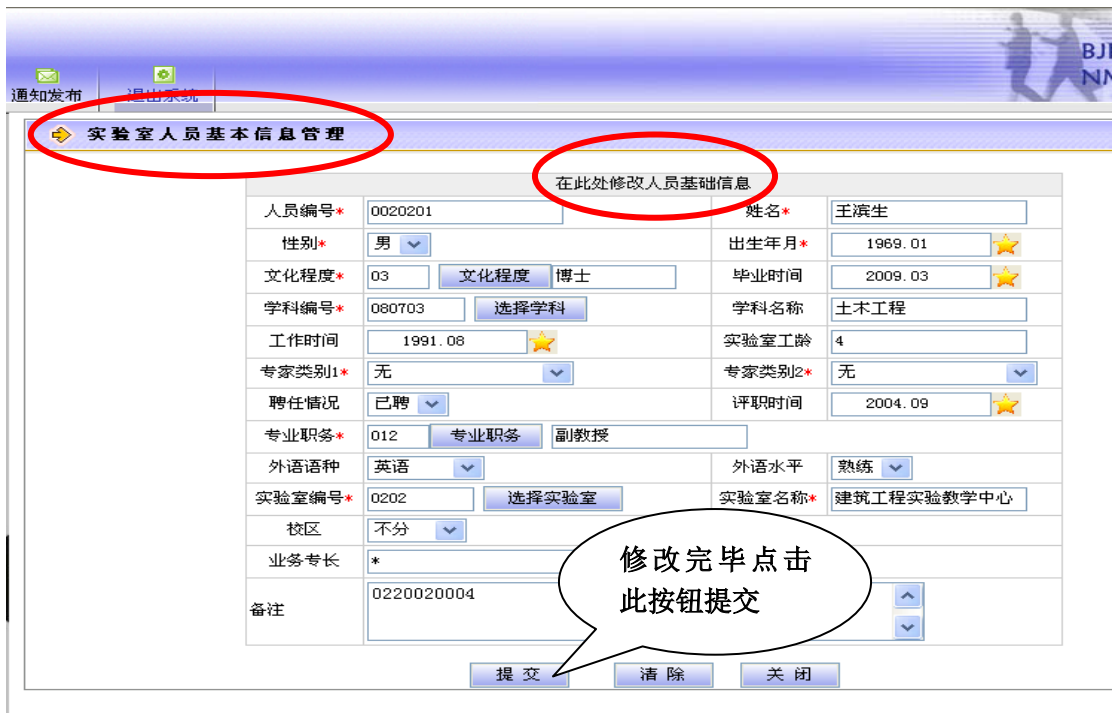 BJI
NN
通知发布 退出系统
实验室人员基本信息管理
在此处修改人员基础信息
人员编号* 0020201 姓名* 王滨生
性别* 男 出生年月* 1969.01
文化程度* 03 文化程度 博士 毕业时间 2009.03
学科编号* 080703 选择学科 学科名称 土木工程
工作时间 1991.08 实验室工龄 4
专家类别1* 无 专家类别2* 无
聘任情况 已聘 评职时间 2004.09
专业职务* 012 专业职务 副教授
外语语种 英语 外语水平 熟练
实验室编号* 0202 选择实验室 实验室名称* 建筑工程实验教学中心
校区 不分
业务专长 *
修改完毕点击
此按钮提交
备注 0220020004
提 交 清 除 关 闭